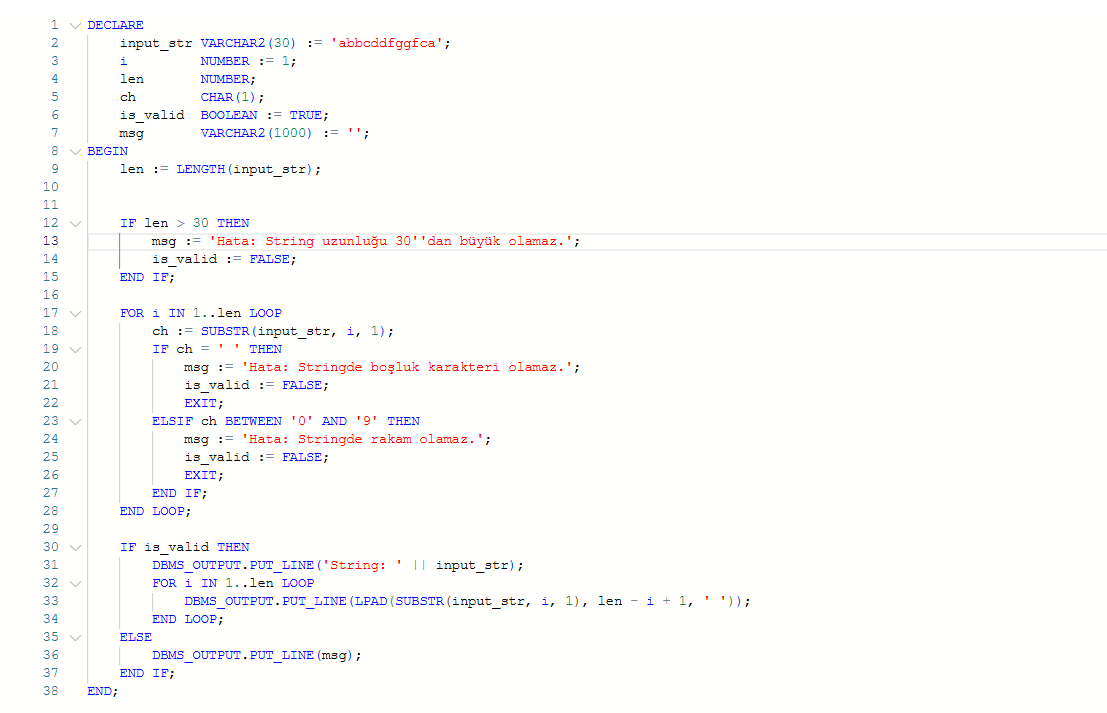 1 DECLARE
2 input_str VARCHAR2(30) := 'abbcddfggfca';
3 i NUMBER := 1;
4 len NUMBER;
5 ch CHAR(1);
6 is_valid BOOLEAN := TRUE;
7 msg VARCHAR2(1000) := '';
8 BEGIN
9 len := LENGTH(input_str);
10
11
12 IF len > 30 THEN
13 msg := 'Hata: String uzunluğu 30''dan büyük olamaz.';
14 is_valid := FALSE;
15 END IF;
16
17 FOR i IN 1..len LOOP
18 ch := SUBSTR(input_str, i, 1);
19 IF ch = ' ' THEN
20 msg := 'Hata: Stringde boşluk karakteri olamaz.';
21 is_valid := FALSE;
22 EXIT;
23 ELSIF ch BETWEEN '0' AND '9' THEN
24 msg := 'Hata: Stringde rakam olamaz.';
25 is_valid := FALSE;
26 EXIT;
27 END IF;
28 END LOOP;
29
30 IF is_valid THEN
31 DBMS_OUTPUT.PUT_LINE('String: ' || input_str);
32 FOR i IN 1..len LOOP
33 DBMS_OUTPUT.PUT_LINE(LPAD(SUBSTR(input_str, i, 1), len - i + 1, ' '));
34 END LOOP;
35 ELSE
36 DBMS_OUTPUT.PUT_LINE(msg);
37 END IF;
38 END;